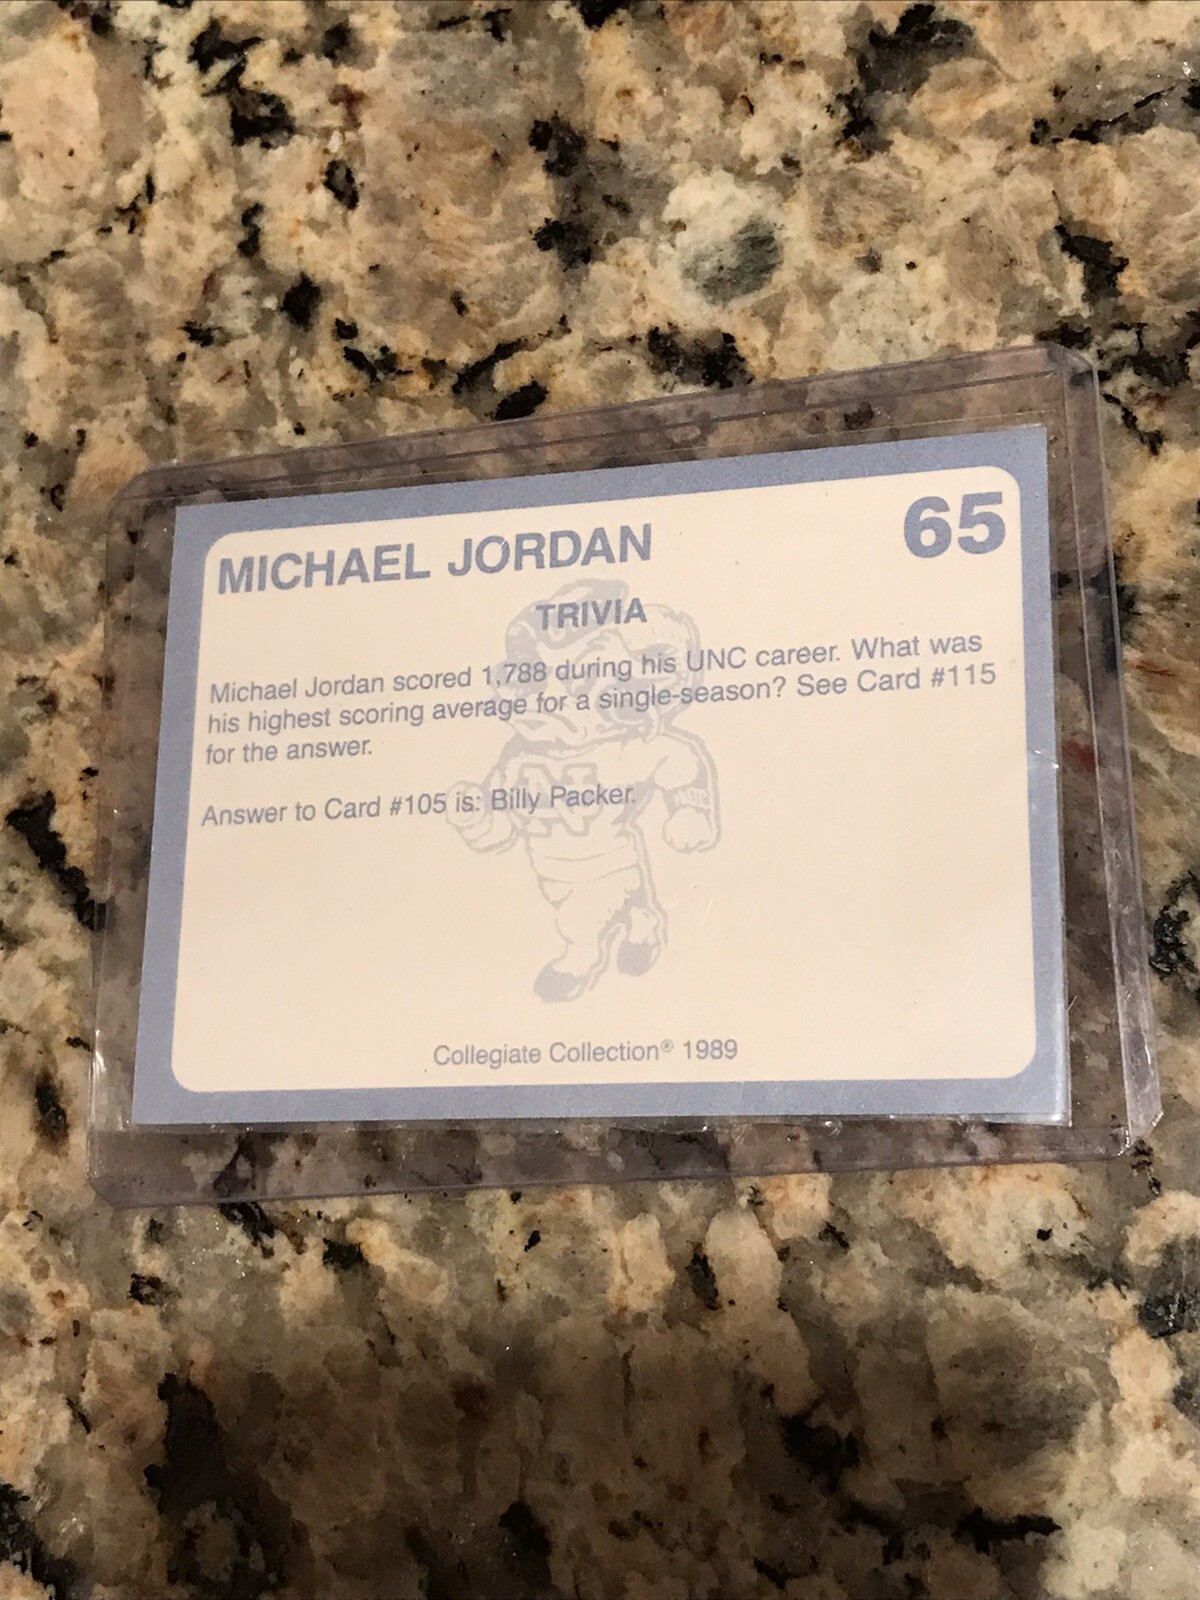 MICHAEL JORDAN
65
TRIVIA
Michael Jordan scored 1,788 during his UNC career. What was
his highest scoring average for a single-season? See Card #115
for the answer.
Answer to Card #105 is: Billy Packer.
Collegiate Collection® 1989